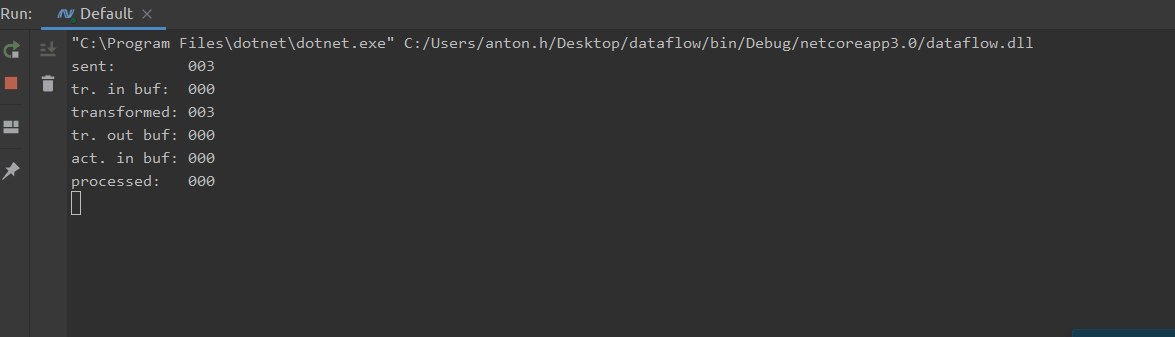 Run: Default
"C:\Program Files\dotnet\dotnet.exe" C:/Users/anton.h/Desktop/dataflow/bin/Debug/netcoreapp3.0/dataflow.dll
sent:        003
tr. in buf:  000
transformed: 003
tr. out buf: 000
act. in buf: 000
processed:   000